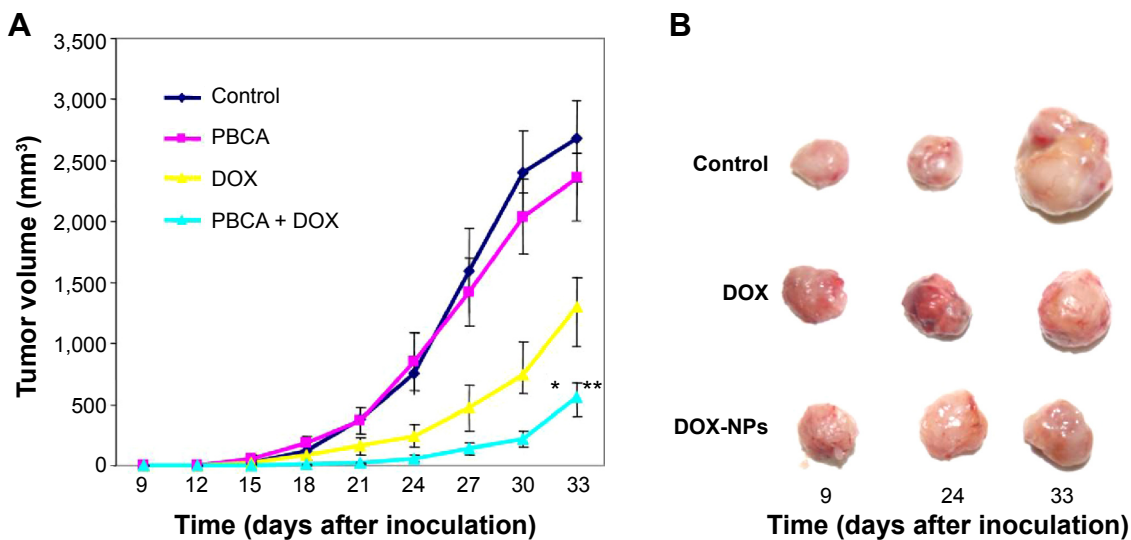 A
3,500
3,000
2,500
2,000
1,500
1,000
500
0
Tumor volume (mm³)
Control
PBCA
DOX
PBCA + DOX
* **
9 12 15 18 21 24 27 30 33
Time (days after inoculation)
B
Control
DOX
DOX-NPs
9 24 33
Time (days after inoculation)